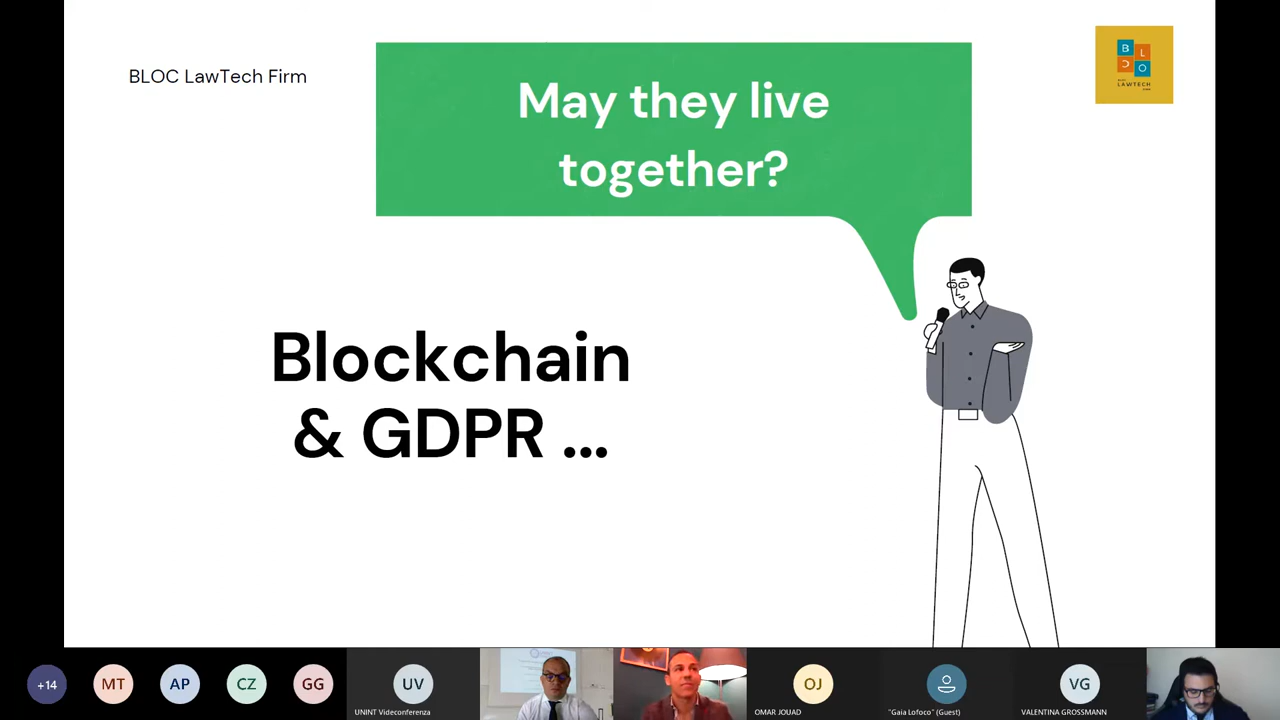 BLOC LawTech Firm
May they live
together?
B L
C O
LAWTECH
Blockchain
& GDPR ...
+14
MT
AP
CZ
GG
UV
UNINT Videoconferenza
OJ
OMAR JOUAD
"Gaia Lofoco" (Guest)
VG
VALENTINA GROSSMANN